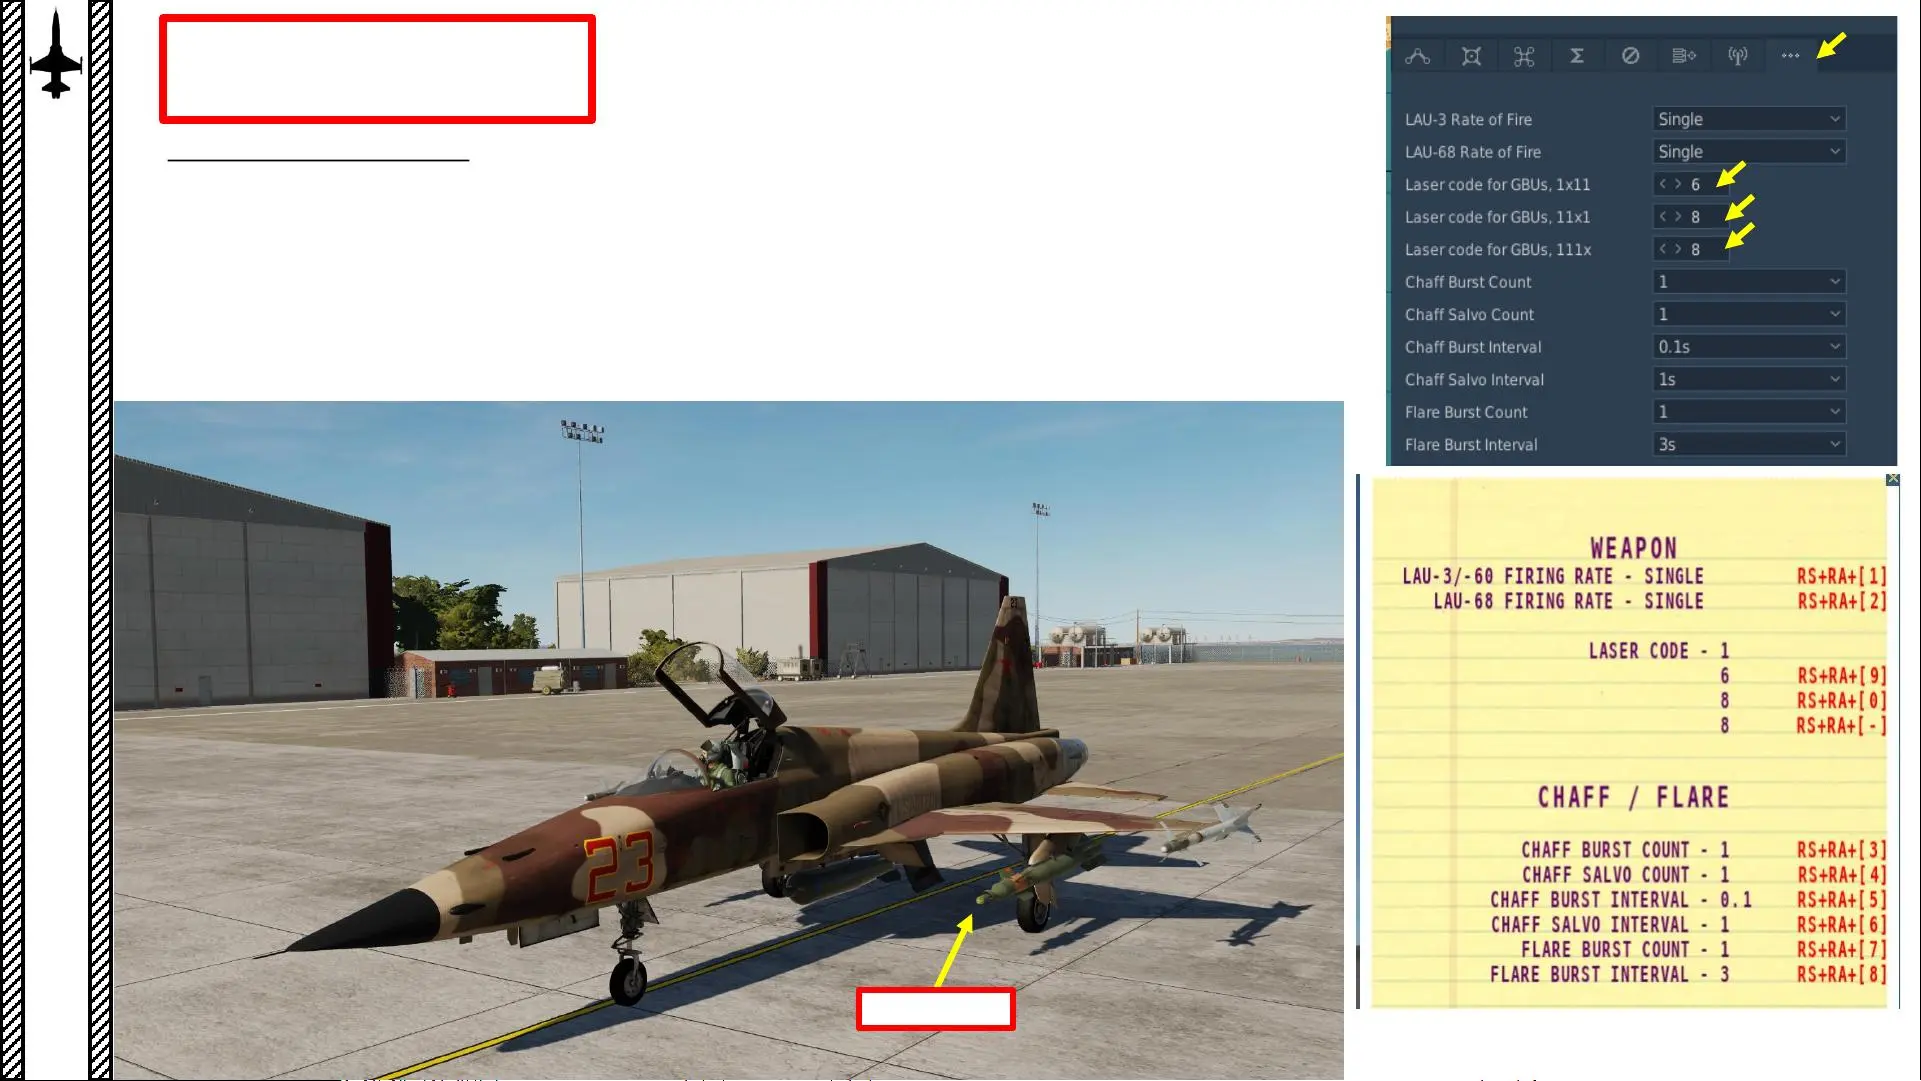 LAU-3 Rate of Fire Single
LAU-68 Rate of Fire Single
Laser code for GBUs, 1x11 < > 6
Laser code for GBUs, 11x1 < > 8
Laser code for GBUs, 111x < > 8
Chaff Burst Count 1
Chaff Salvo Count 1
Chaff Burst Interval 0.1s
Chaff Salvo Interval 1s
Flare Burst Count 1
Flare Burst Interval 3s
WEAPON
LAU-3/-60 FIRING RATE - SINGLE RS+RA+[1]
LAU-68 FIRING RATE - SINGLE RS+RA+[2]
LASER CODE - 1
6 RS+RA+[9]
8 RS+RA+[0]
8 RS+RA+[-]
CHAFF / FLARE
CHAFF BURST COUNT - 1 RS+RA+[3]
CHAFF SALVO COUNT - 1 RS+RA+[4]
CHAFF BURST INTERVAL - 0.1 RS+RA+[5]
CHAFF SALVO INTERVAL - 1 RS+RA+[6]
FLARE BURST COUNT - 1 RS+RA+[7]
FLARE BURST INTERVAL - 3 RS+RA+[8]
21
23